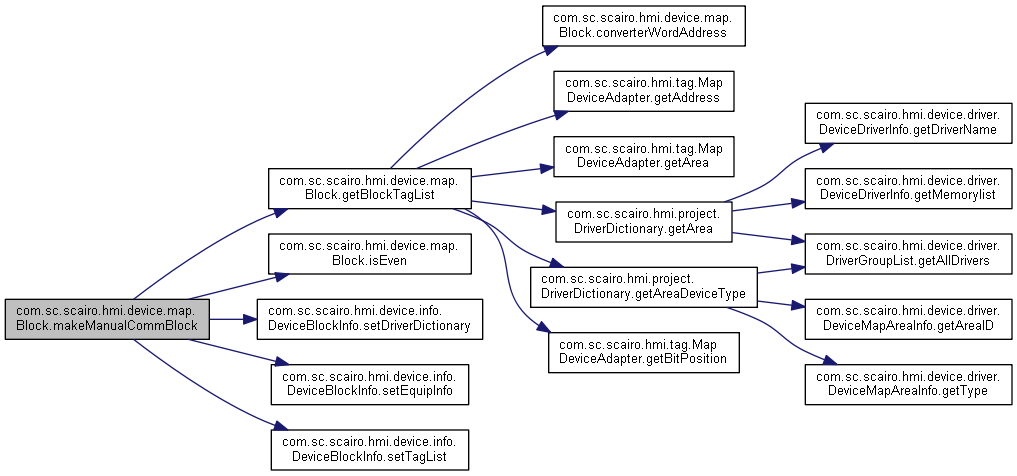 com.sc.scairo.hmi.device.map.
Block.makeManualCommBlock
com.sc.scairo.hmi.device.map.
Block.getBlockTagList
com.sc.scairo.hmi.device.map.
Block.isEven
com.sc.scairo.hmi.device.info.
DeviceBlockInfo.setDriverDictionary
com.sc.scairo.hmi.device.info.
DeviceBlockInfo.setEquipInfo
com.sc.scairo.hmi.device.info.
DeviceBlockInfo.setTagList
com.sc.scairo.hmi.device.map.
Block.converterWordAddress
com.sc.scairo.hmi.tag.Map
DeviceAdapter.getAddress
com.sc.scairo.hmi.tag.Map
DeviceAdapter.getArea
com.sc.scairo.hmi.project.
DriverDictionary.getArea
com.sc.scairo.hmi.project.
DriverDictionary.getAreaDeviceType
com.sc.scairo.hmi.tag.Map
DeviceAdapter.getBitPosition
com.sc.scairo.hmi.device.driver.
DeviceDriverInfo.getDriverName
com.sc.scairo.hmi.device.driver.
DeviceDriverInfo.getMemorylist
com.sc.scairo.hmi.device.driver.
DriverGroupList.getAllDrivers
com.sc.scairo.hmi.device.driver.
DeviceMapAreaInfo.getAreaID
com.sc.scairo.hmi.device.driver.
DeviceMapAreaInfo.getType